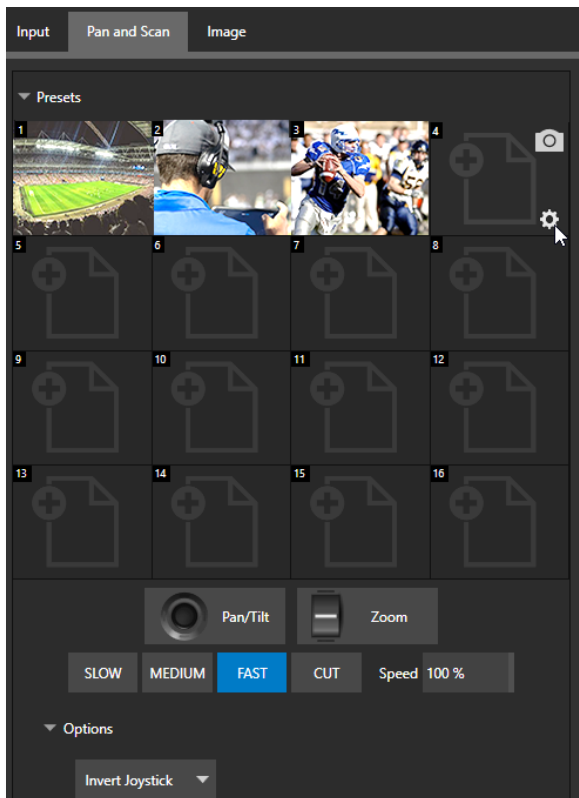 Input Pan and Scan Image
Presets
1 2 3 4
5 6 7 8
9 10 11 12
13 14 15 16
Pan/Tilt Zoom
SLOW MEDIUM FAST CUT Speed 100 %
Options
Invert Joystick